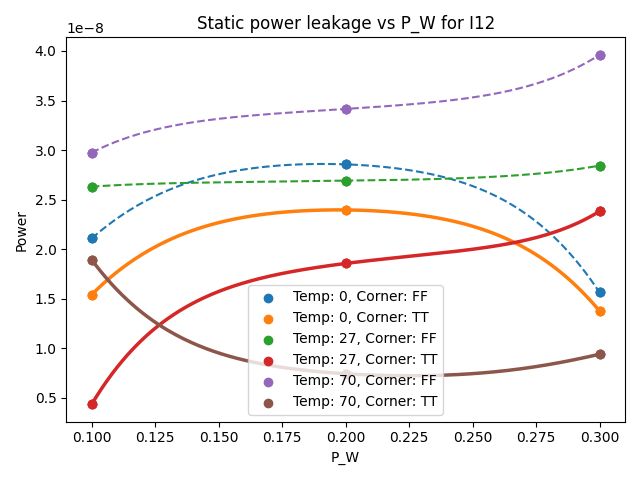 Static power leakage vs P_W for I12
1e−8
4.0
3.5
3.0
2.5
2.0
1.5
1.0
0.5
Power
Temp: 0, Corner: FF
Temp: 0, Corner: TT
Temp: 27, Corner: FF
Temp: 27, Corner: TT
Temp: 70, Corner: FF
Temp: 70, Corner: TT
0.100 0.125 0.150 0.175 0.200 0.225 0.250 0.275 0.300
P_W